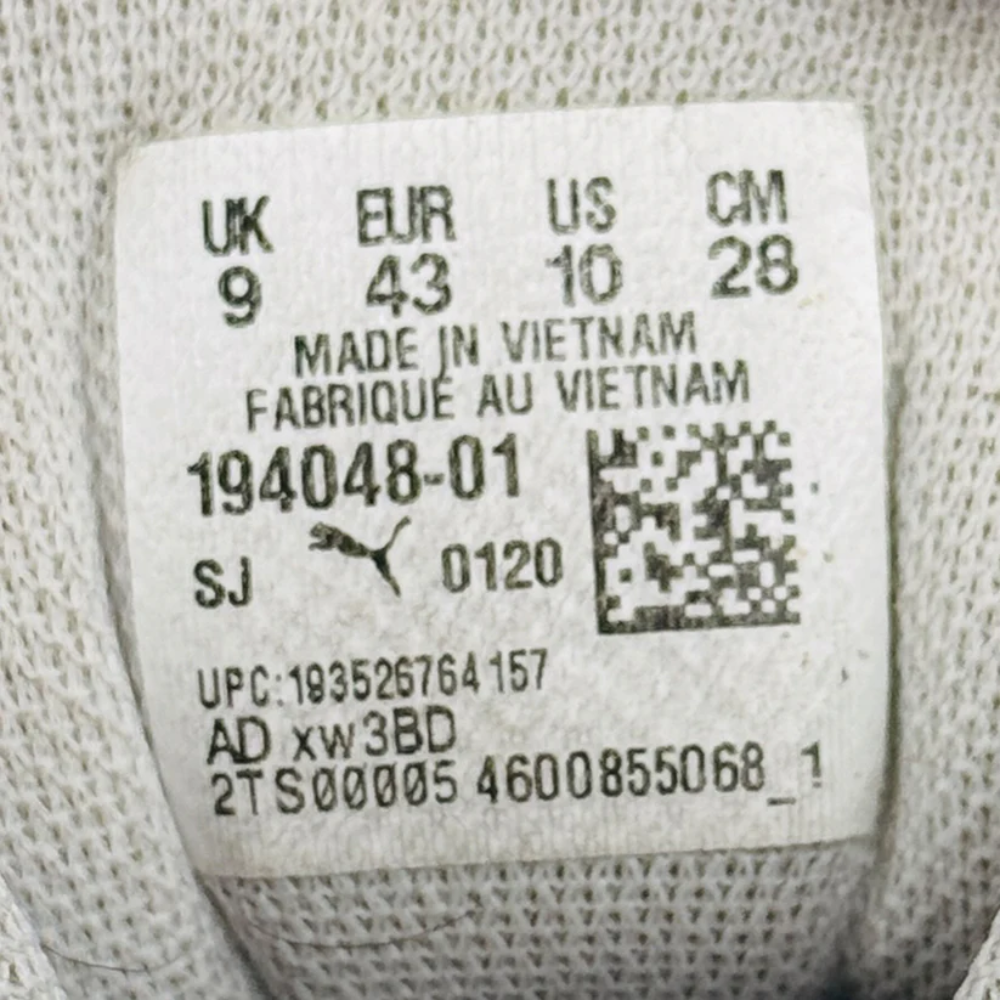 UK EUR US CM
9 43 10 28
MADE IN VIETNAM
FABRIQUÉ AU VIETNAM
194048-01
SJ 0120
UPC:193526764157
AD xw3BD
2TS00005 4600855068_1